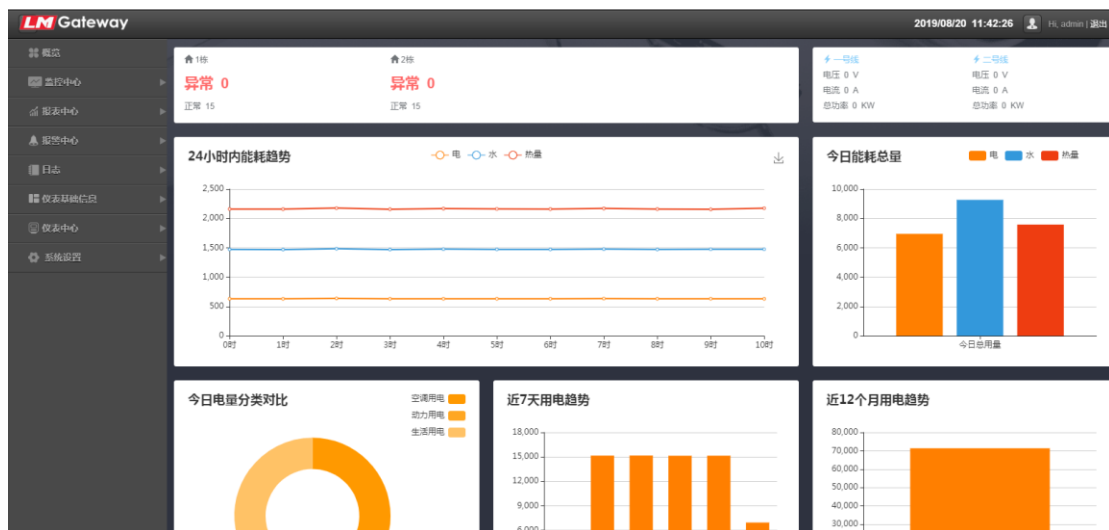 LM Gateway
2019/08/20 11:42:26 Hi, admin | 退出
概览
监控中心
报表中心
报警中心
日志
仪表基础信息
仪表中心
系统设置
1栋
异常 0
正常 15
2栋
异常 0
正常 15
一号线
电压 0 V
电流 0 A
总功率 0 KW
二号线
电压 0 V
电流 0 A
总功率 0 KW
24小时内能耗趋势
电 水 热量
2,500
2,000
1,500
1,000
500
0
0时 1时 2时 3时 4时 5时 6时 7时 8时 9时 10时
今日能耗总量
电 水 热量
10,000
8,000
6,000
4,000
2,000
0
今日总用量
今日电量分类对比
空调用电
动力用电
生活用电
近7天用电趋势
18,000
15,000
12,000
9,000
6,000
近12个月用电趋势
80,000
70,000
60,000
50,000
40,000
30,000